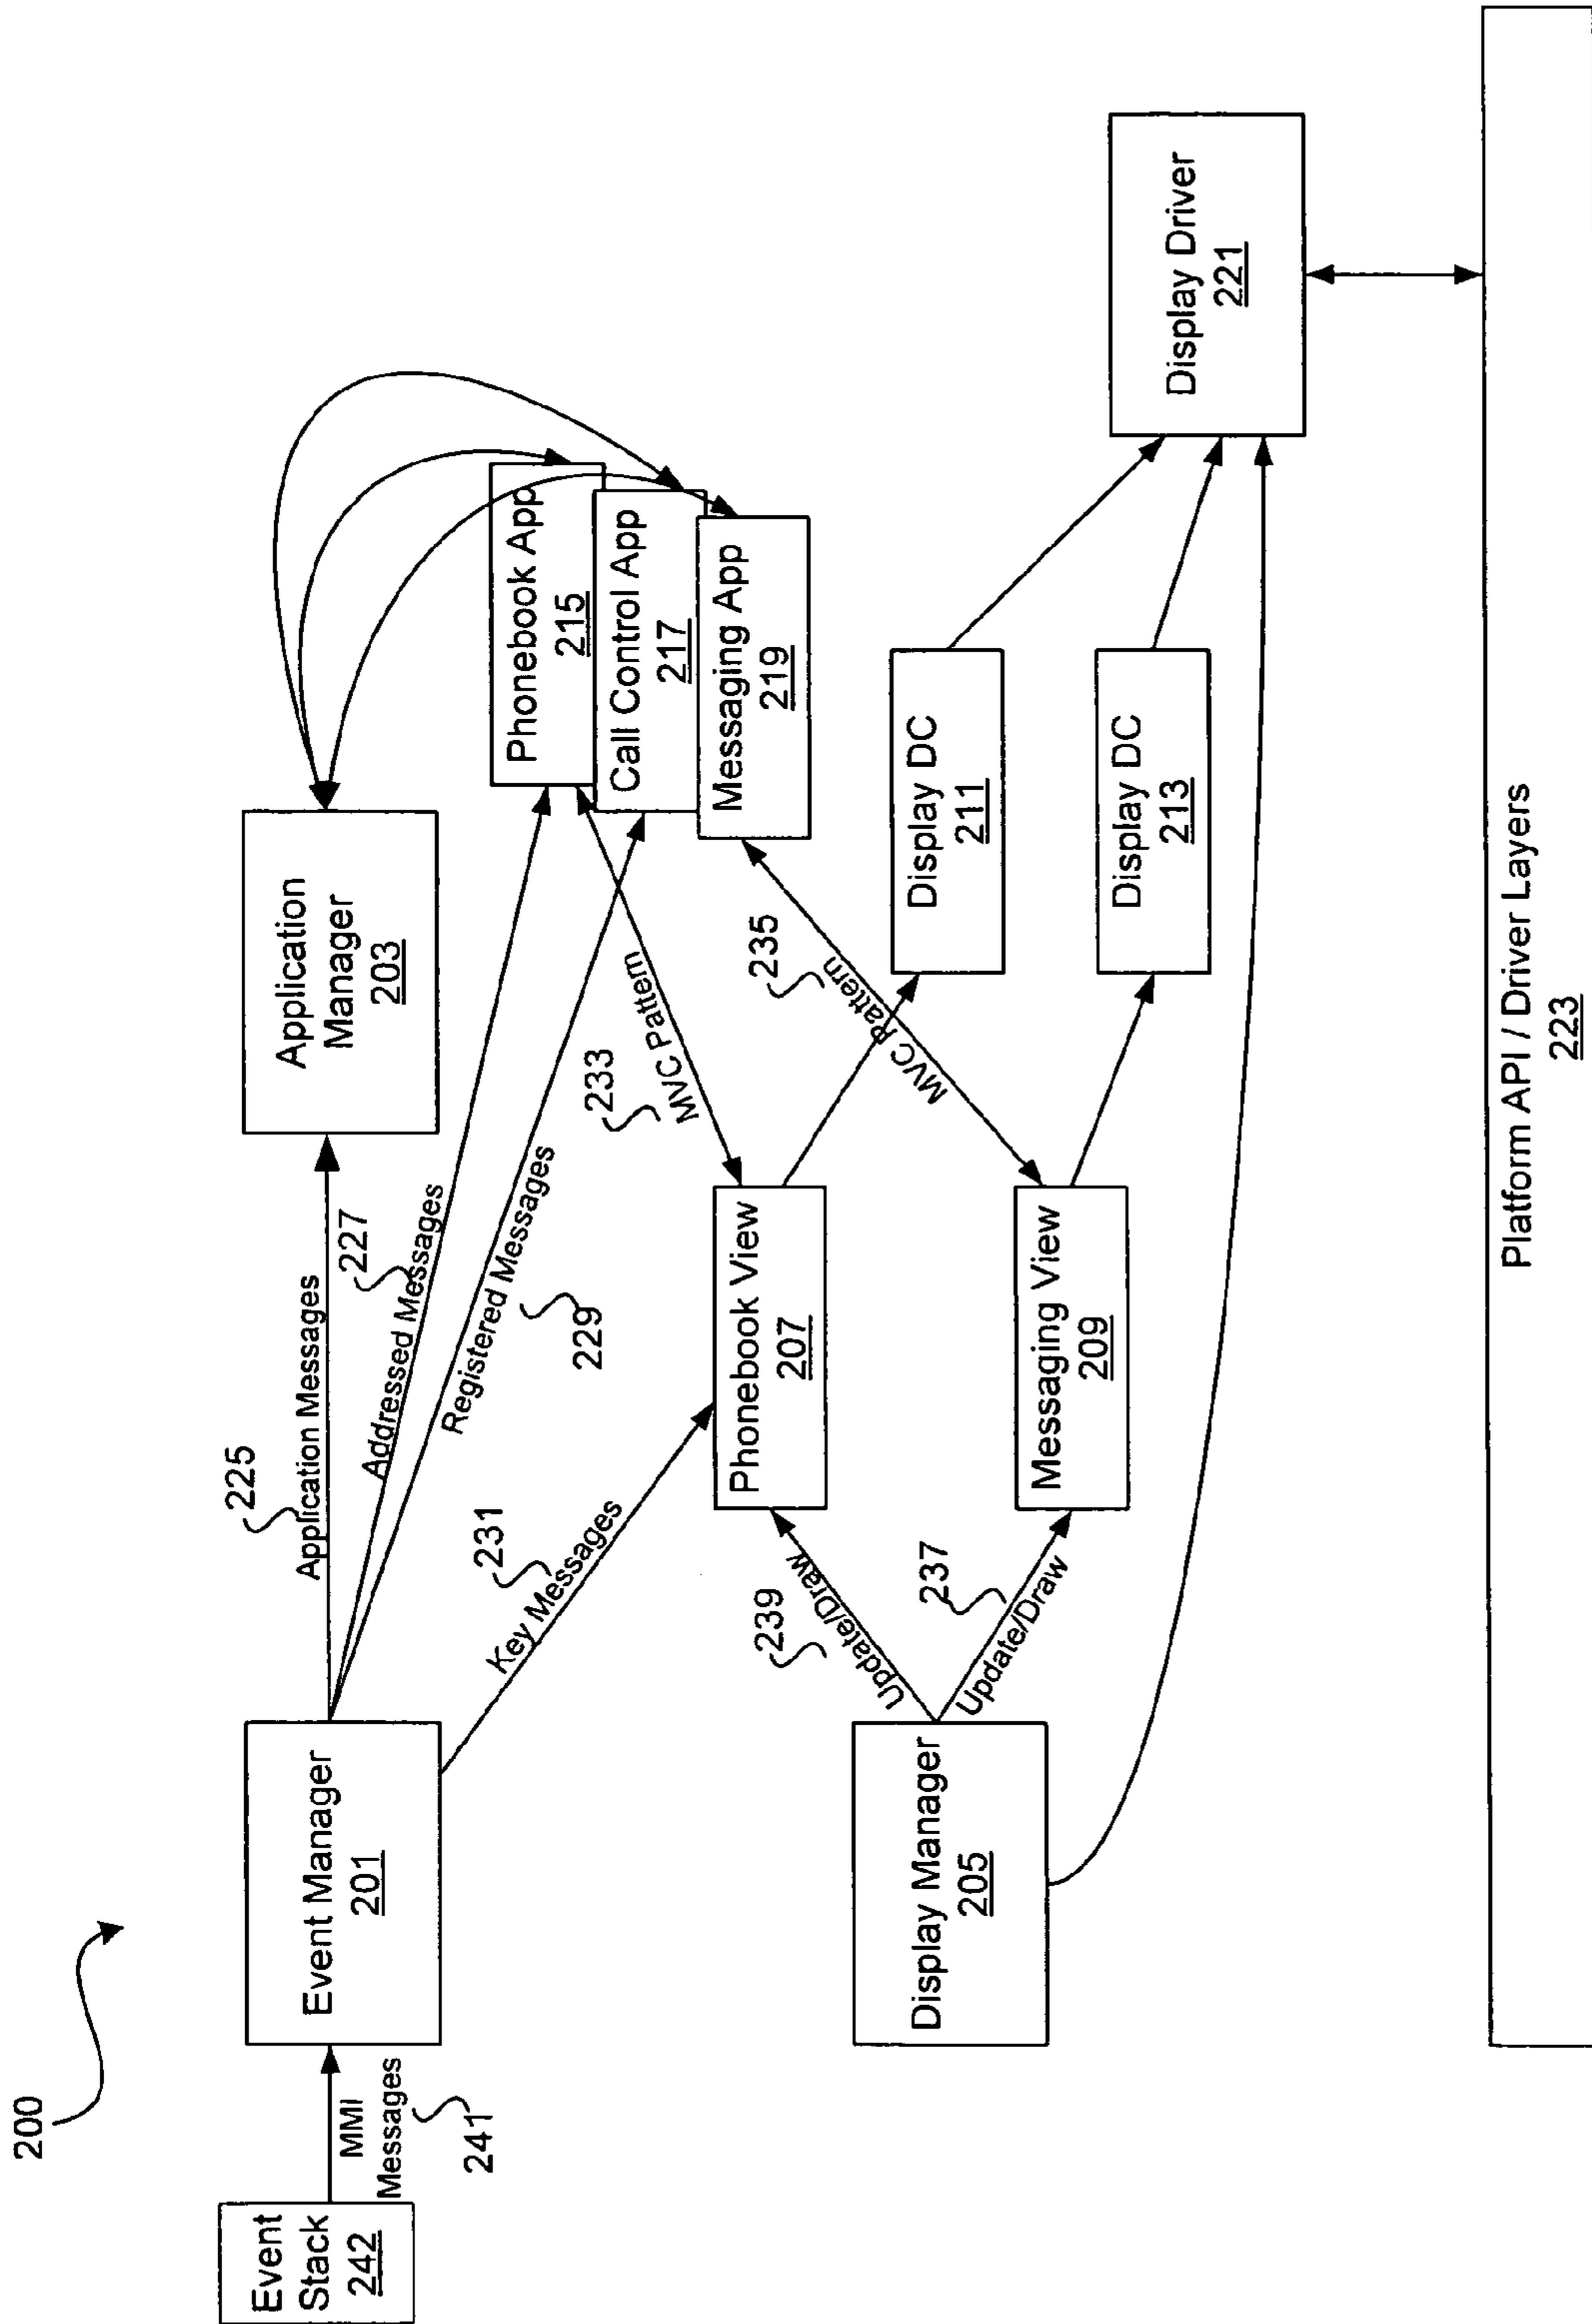 200
Event
Stack
242
MMI
Messages
241
Event Manager
201
225
Application Messages
227
Addressed Messages
Registered Messages
229
231
Key Messages
Application
Manager
203
Phonebook App
215
Call Control App
217
Messaging App
219
233
MVC Pattern
235
MVC Pattern
Phonebook View
207
Messaging View
209
239
Update/Draw
237
Update/Draw
Display Manager
205
Display DC
211
Display DC
213
Display Driver
221
Platform API / Driver Layers
223